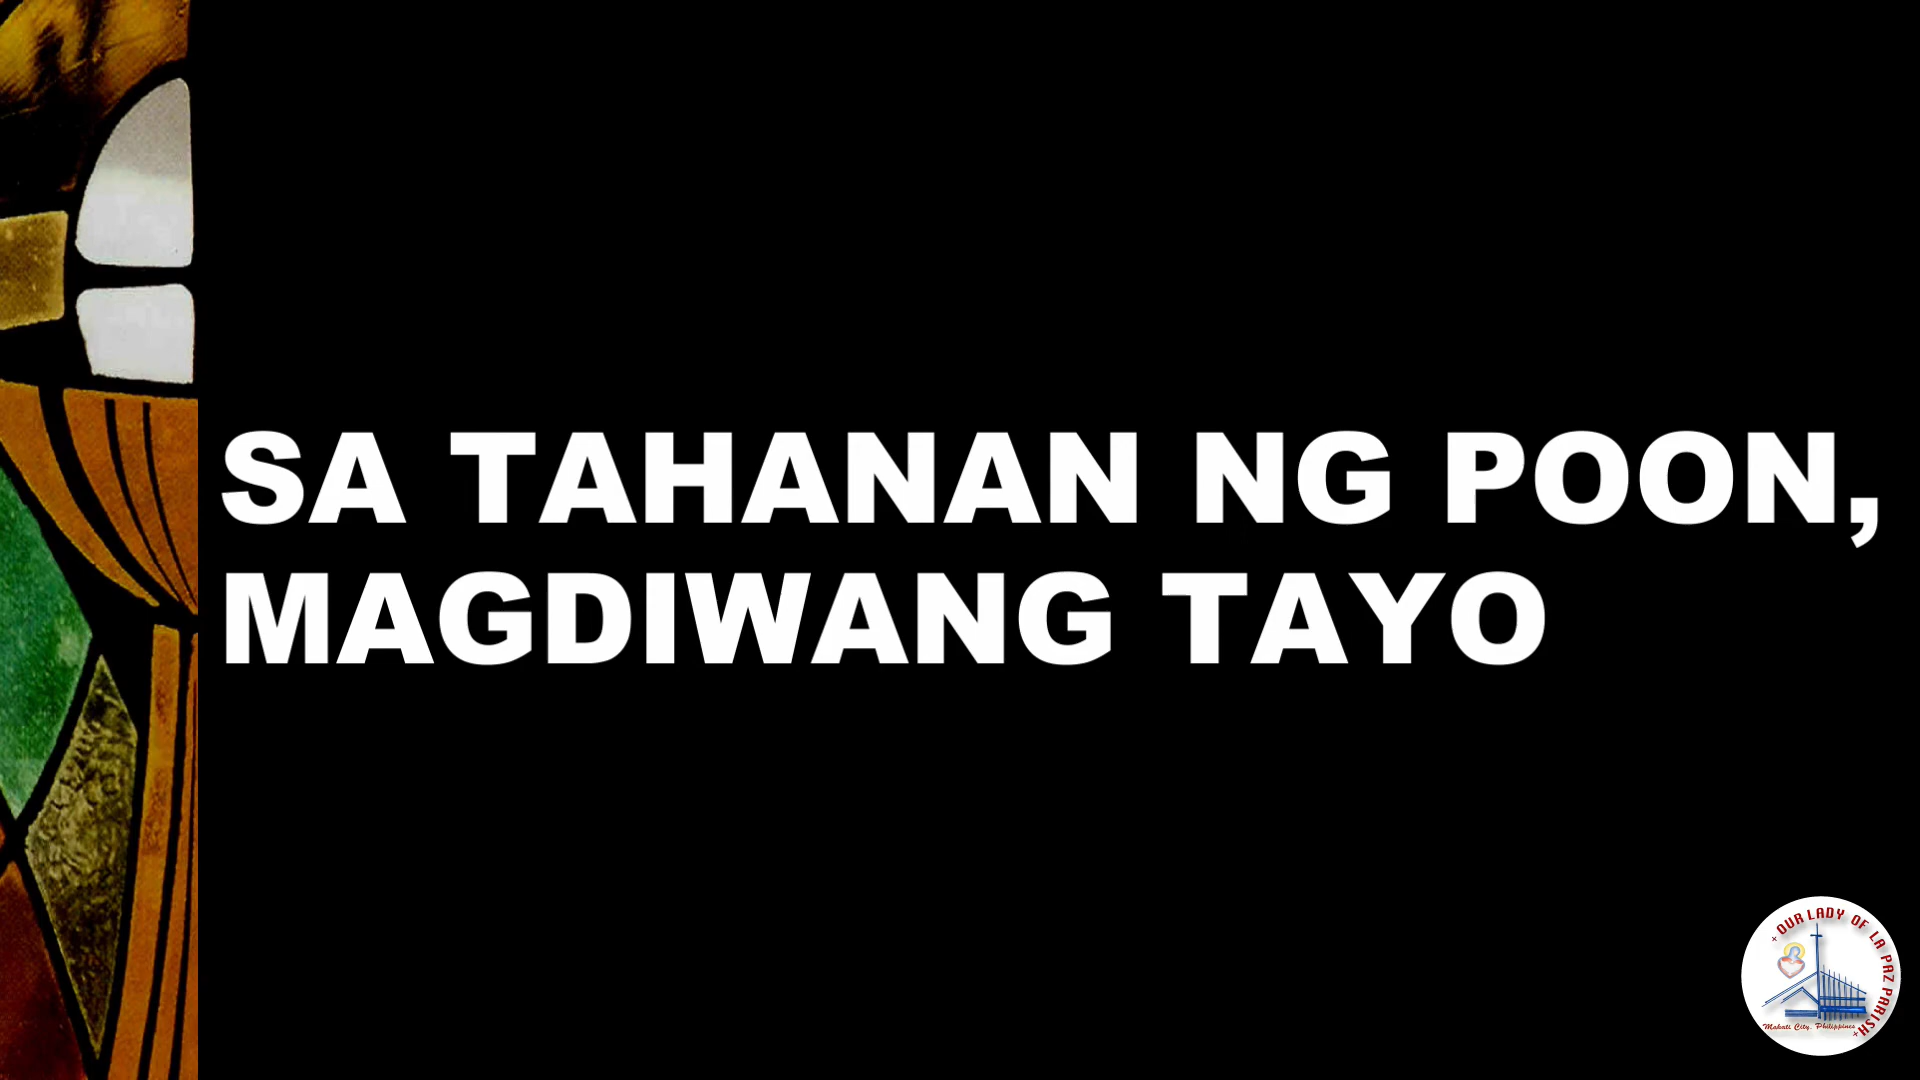 SA TAHANAN NG POON,
MAGDIWANG TAYO
+ OUR LADY OF LA PAZ PARISH +
Makati City, Philippines